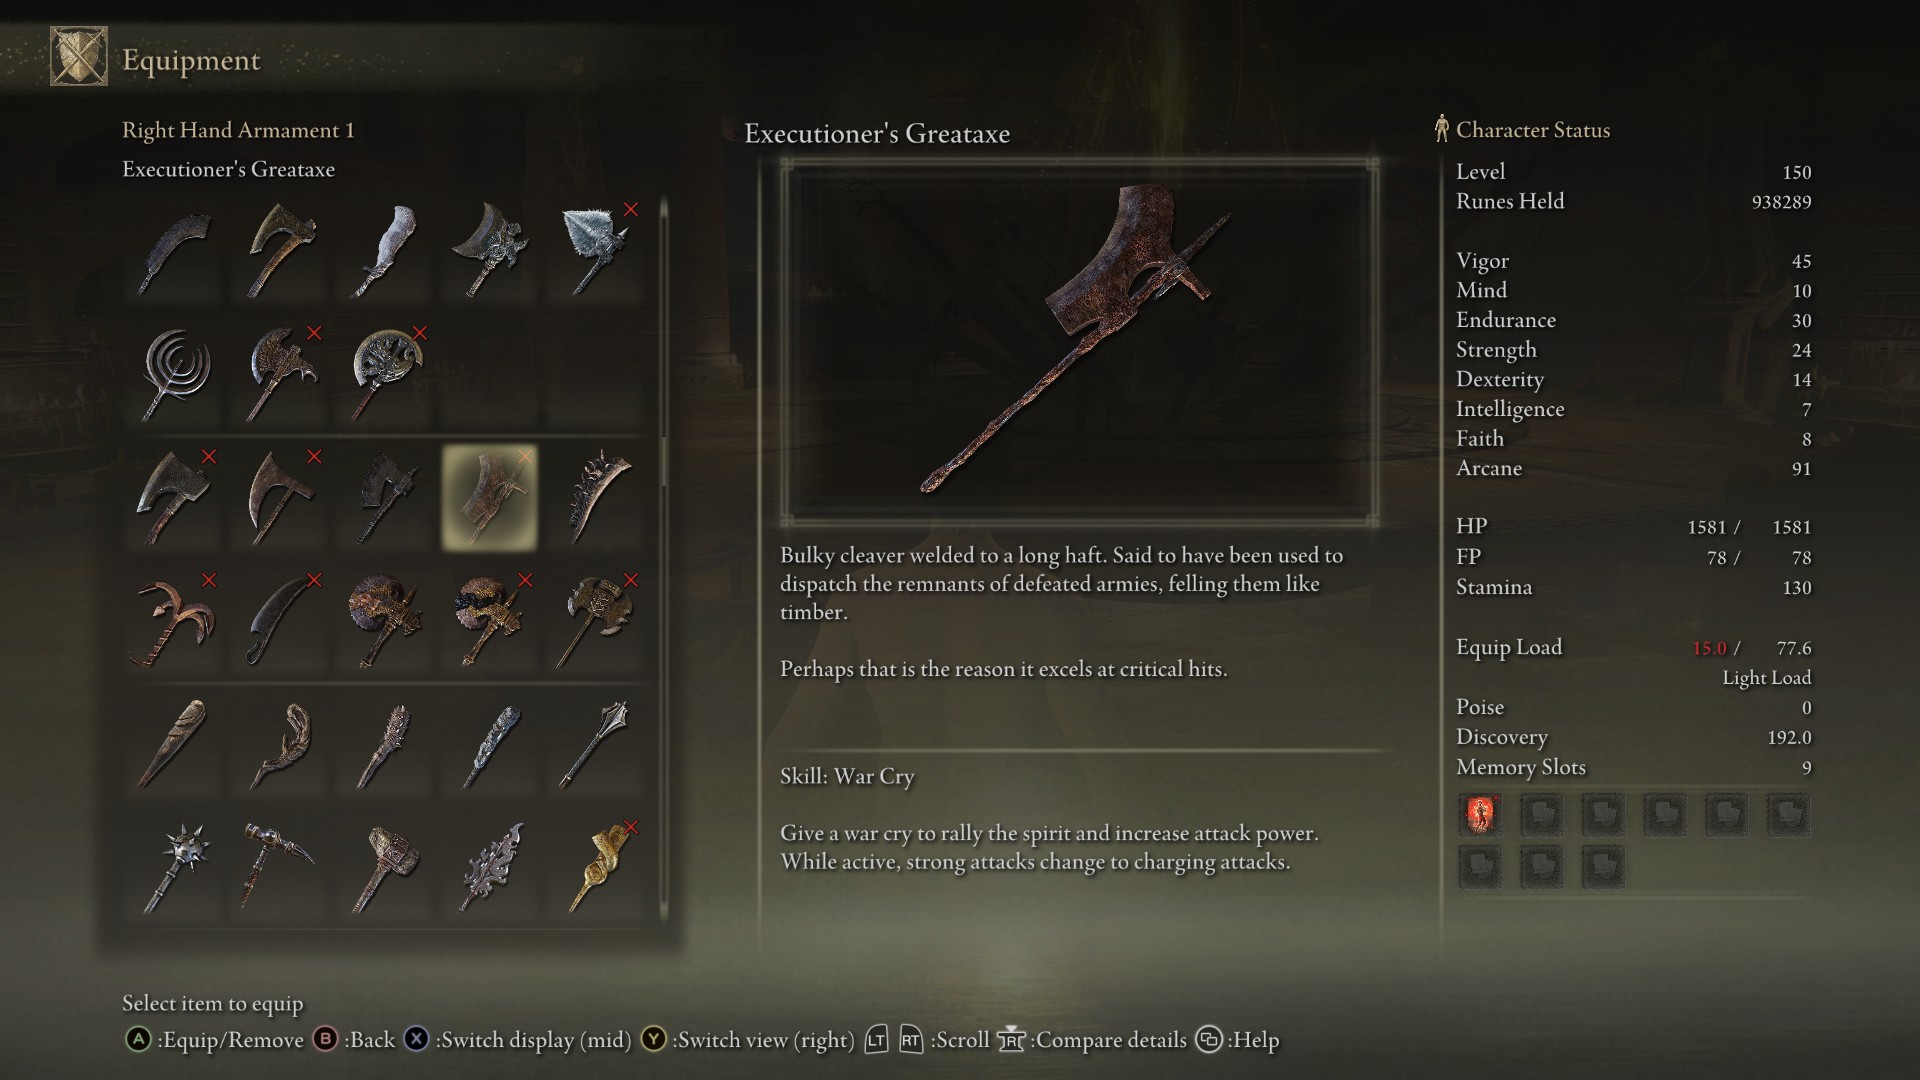 Equipment
Right Hand Armament 1
Executioner's Greataxe
Executioner's Greataxe
Bulky cleaver welded to a long haft. Said to have been used to
dispatch the remnants of defeated armies, felling them like
timber.
Perhaps that is the reason it excels at critical hits.
Skill: War Cry
Give a war cry to rally the spirit and increase attack power.
While active, strong attacks change to charging attacks.
Character Status
Level 150
Runes Held 938289
Vigor 45
Mind 10
Endurance 30
Strength 24
Dexterity 14
Intelligence 7
Faith 8
Arcane 91
HP 1581 / 1581
FP 78 / 78
Stamina 130
Equip Load 15.0 / 77.6
Light Load
Poise 0
Discovery 192.0
Memory Slots 9
Select item to equip
A :Equip/Remove B :Back X :Switch display (mid) Y :Switch view (right) LT RT :Scroll R :Compare details :Help